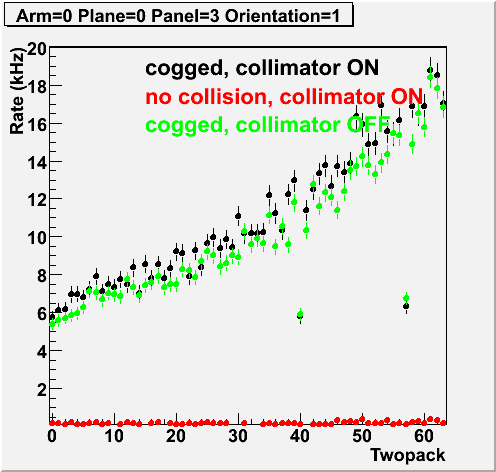 Arm=0 Plane=0 Panel=3 Orientation=1
Rate (kHz)
20
18
16
14
12
10
8
6
4
2
cogged, collimator ON
no collision, collimator ON
cogged, collimator OFF
0 10 20 30 40 50 60
Twopack